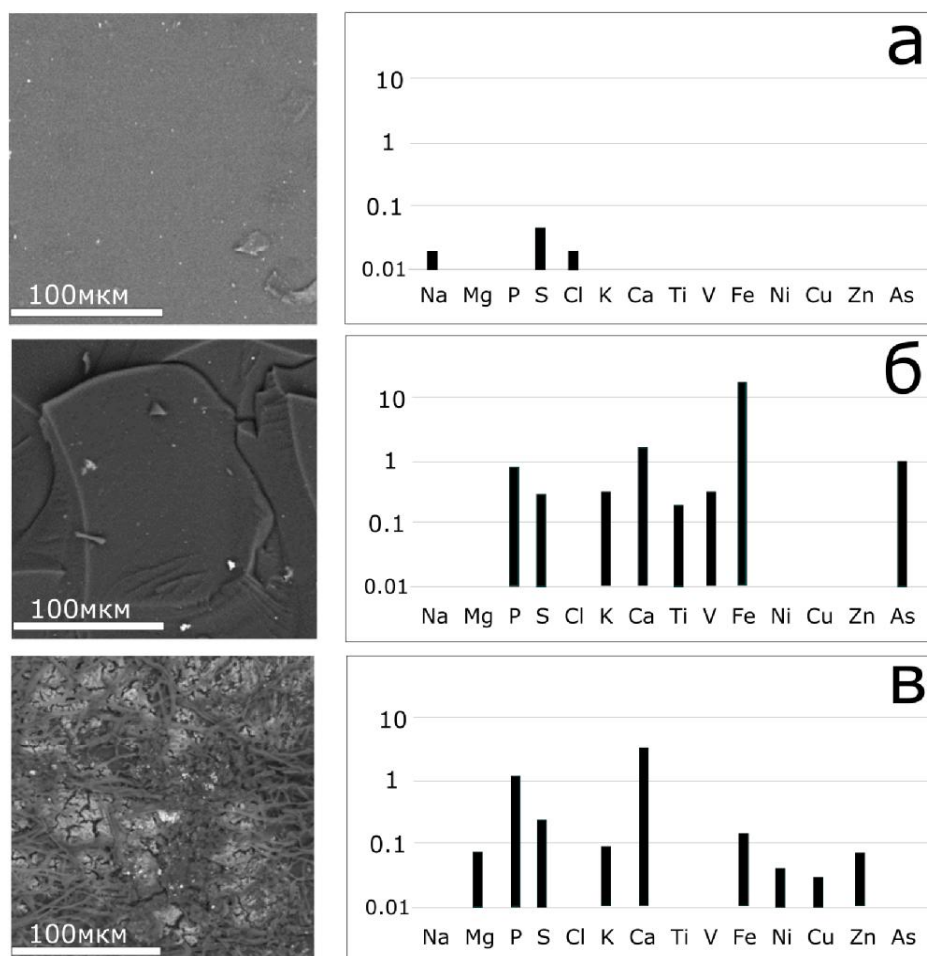 100мкм
а
10
1
0.1
0.01
Na Mg P S Cl K Ca Ti V Fe Ni Cu Zn As
100мкм
б
10
1
0.1
0.01
Na Mg P S Cl K Ca Ti V Fe Ni Cu Zn As
100мкм
в
10
1
0.1
0.01
Na Mg P S Cl K Ca Ti V Fe Ni Cu Zn As